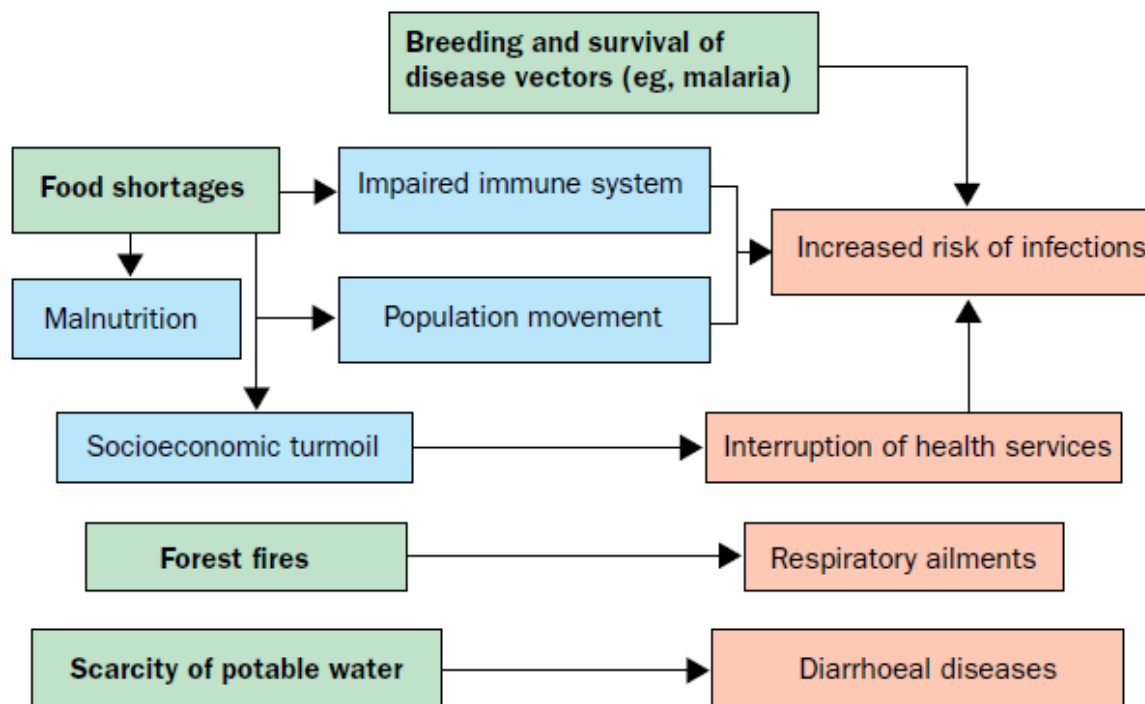 Breeding and survival of
disease vectors (eg, malaria)
Food shortages
Impaired immune system
Increased risk of infections
Malnutrition
Population movement
Socioeconomic turmoil
Interruption of health services
Forest fires
Respiratory ailments
Scarcity of potable water
Diarrhoeal diseases